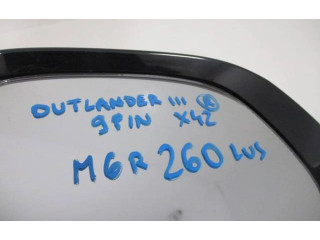 OUTLANDER III ®
9PIN X42
M6R 260 LUS